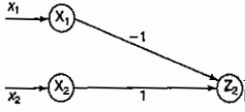 x₁ X₁
-1
Z₂
x₂ X₂ 1